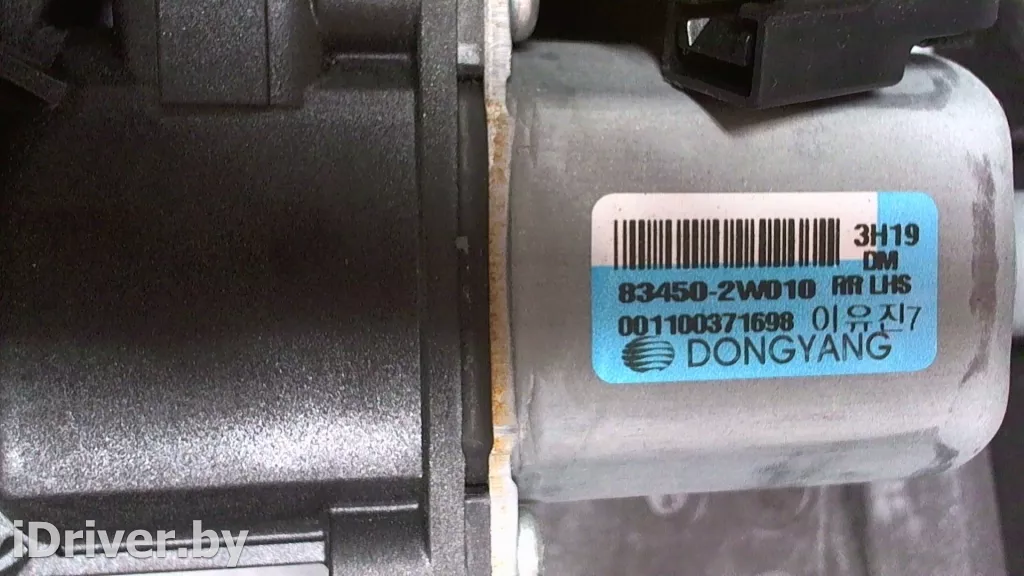 3H19
DM
83450-2W010 RR LHS
001100371698 이유진7
DONGYANG
iDriver.by